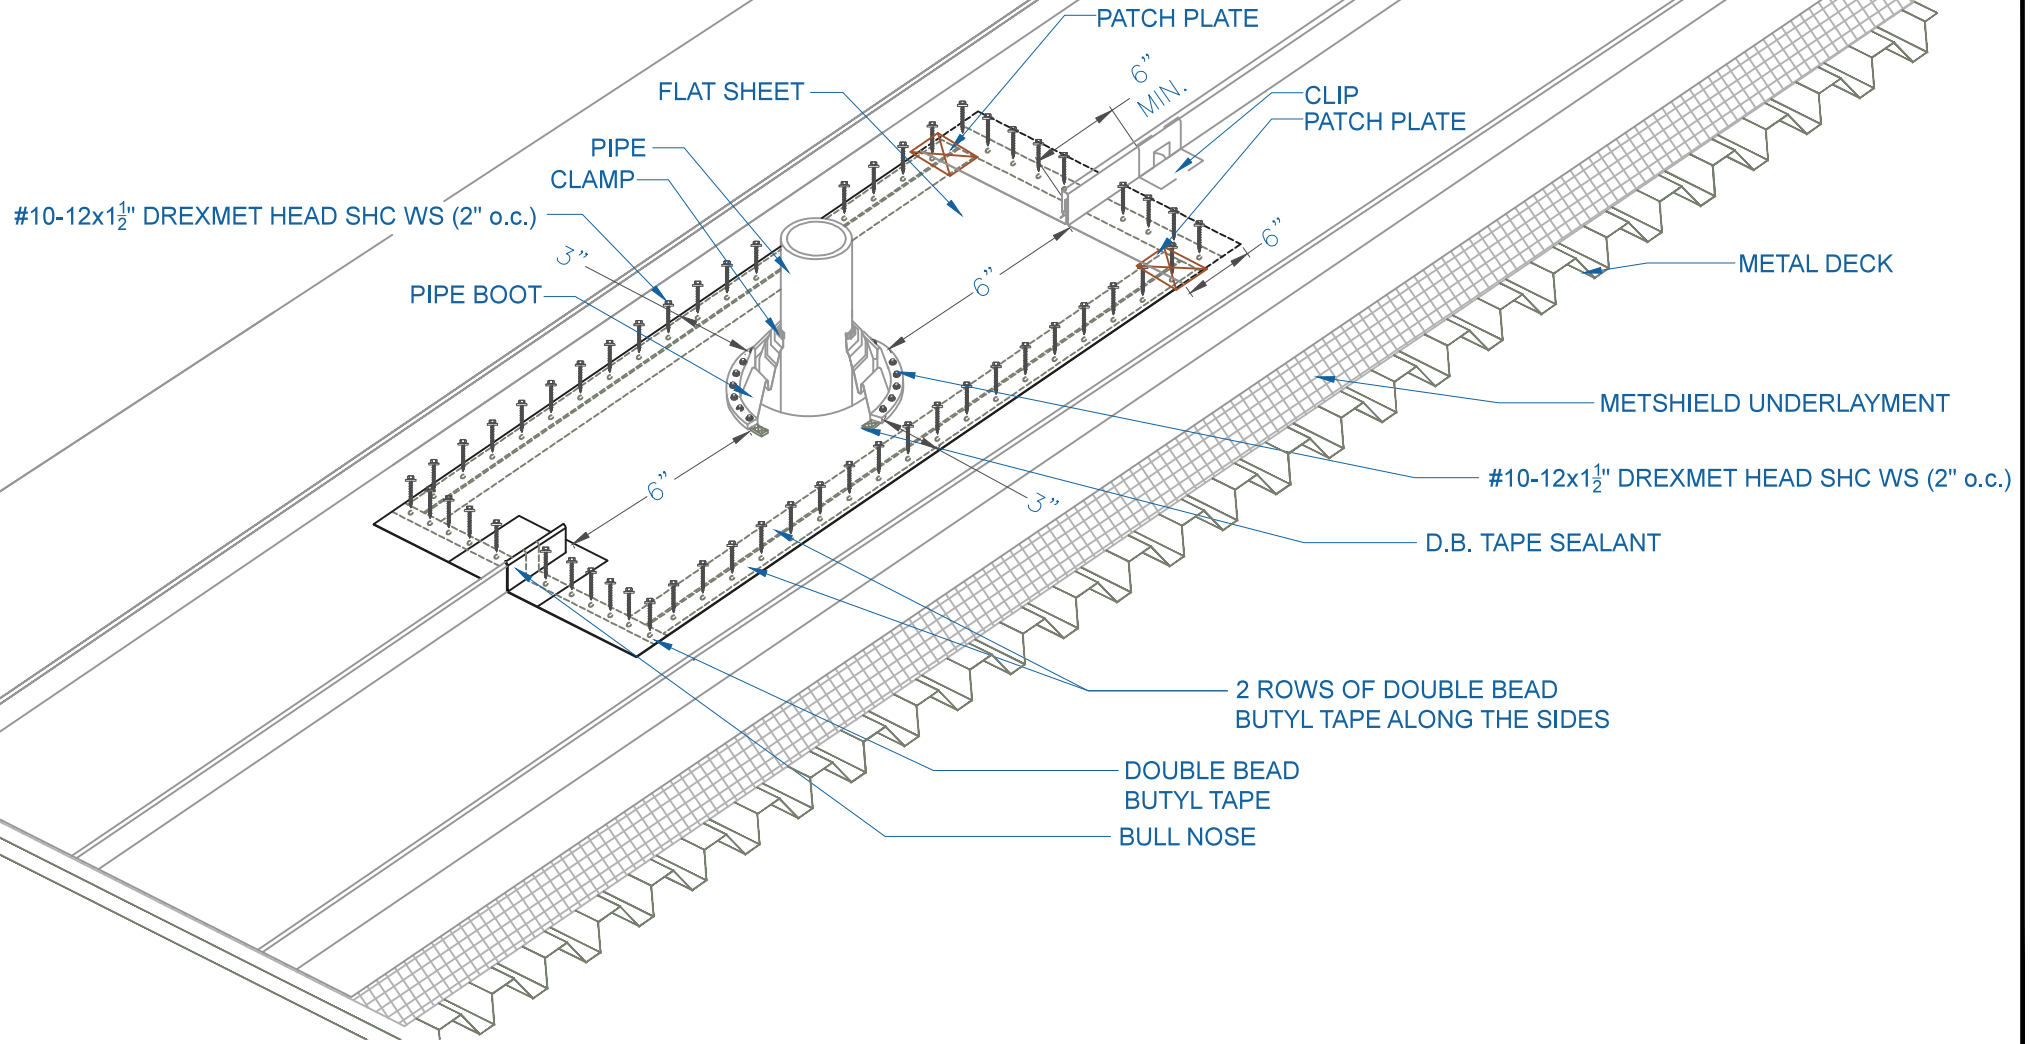 PATCH PLATE
6”
MIN.
FLAT SHEET
CLIP
PATCH PLATE
PIPE
CLAMP
#10-12x1½" DREXMET HEAD SHC WS (2" o.c.)
3”
6”
6”
METAL DECK
PIPE BOOT
METSHIELD UNDERLAYMENT
6”
3”
#10-12x1½" DREXMET HEAD SHC WS (2" o.c.)
D.B. TAPE SEALANT
2 ROWS OF DOUBLE BEAD
BUTYL TAPE ALONG THE SIDES
DOUBLE BEAD
BUTYL TAPE
BULL NOSE